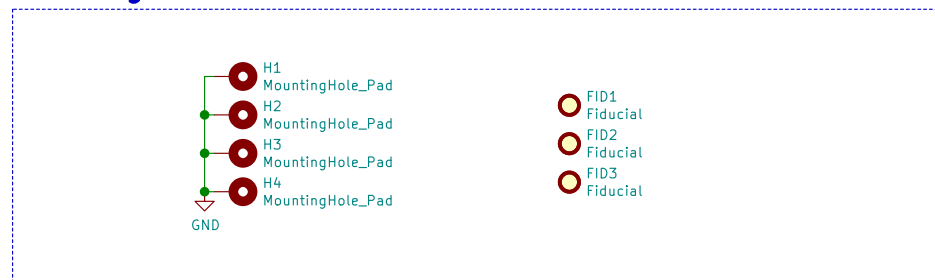 H1
MountingHole_Pad
H2
MountingHole_Pad
H3
MountingHole_Pad
H4
MountingHole_Pad
GND
FID1
Fiducial
FID2
Fiducial
FID3
Fiducial